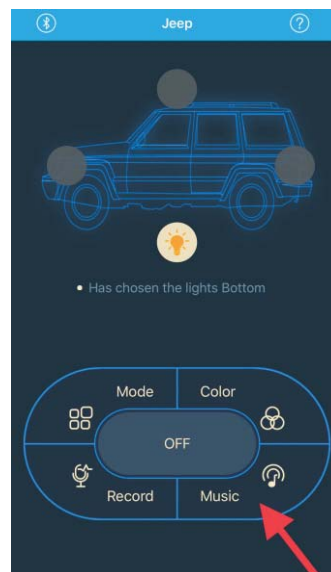 Jeep
Has chosen the lights Bottom
Mode Color
OFF
Record Music